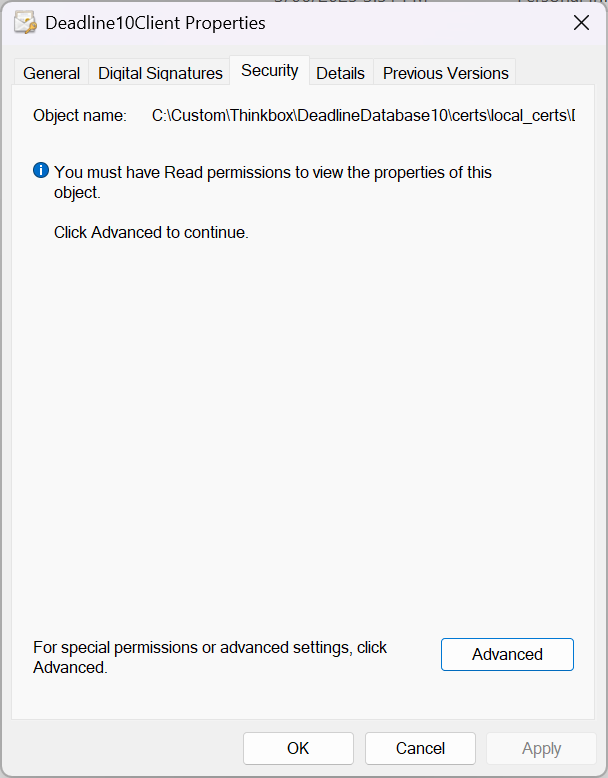 Deadline10Client Properties
General Digital Signatures Security Details Previous Versions
Object name: C:\Custom\Thinkbox\DeadlineDatabase10\certs\local_certs\
You must have Read permissions to view the properties of this
object.
Click Advanced to continue.
For special permissions or advanced settings, click
Advanced.
Advanced
OK Cancel Apply